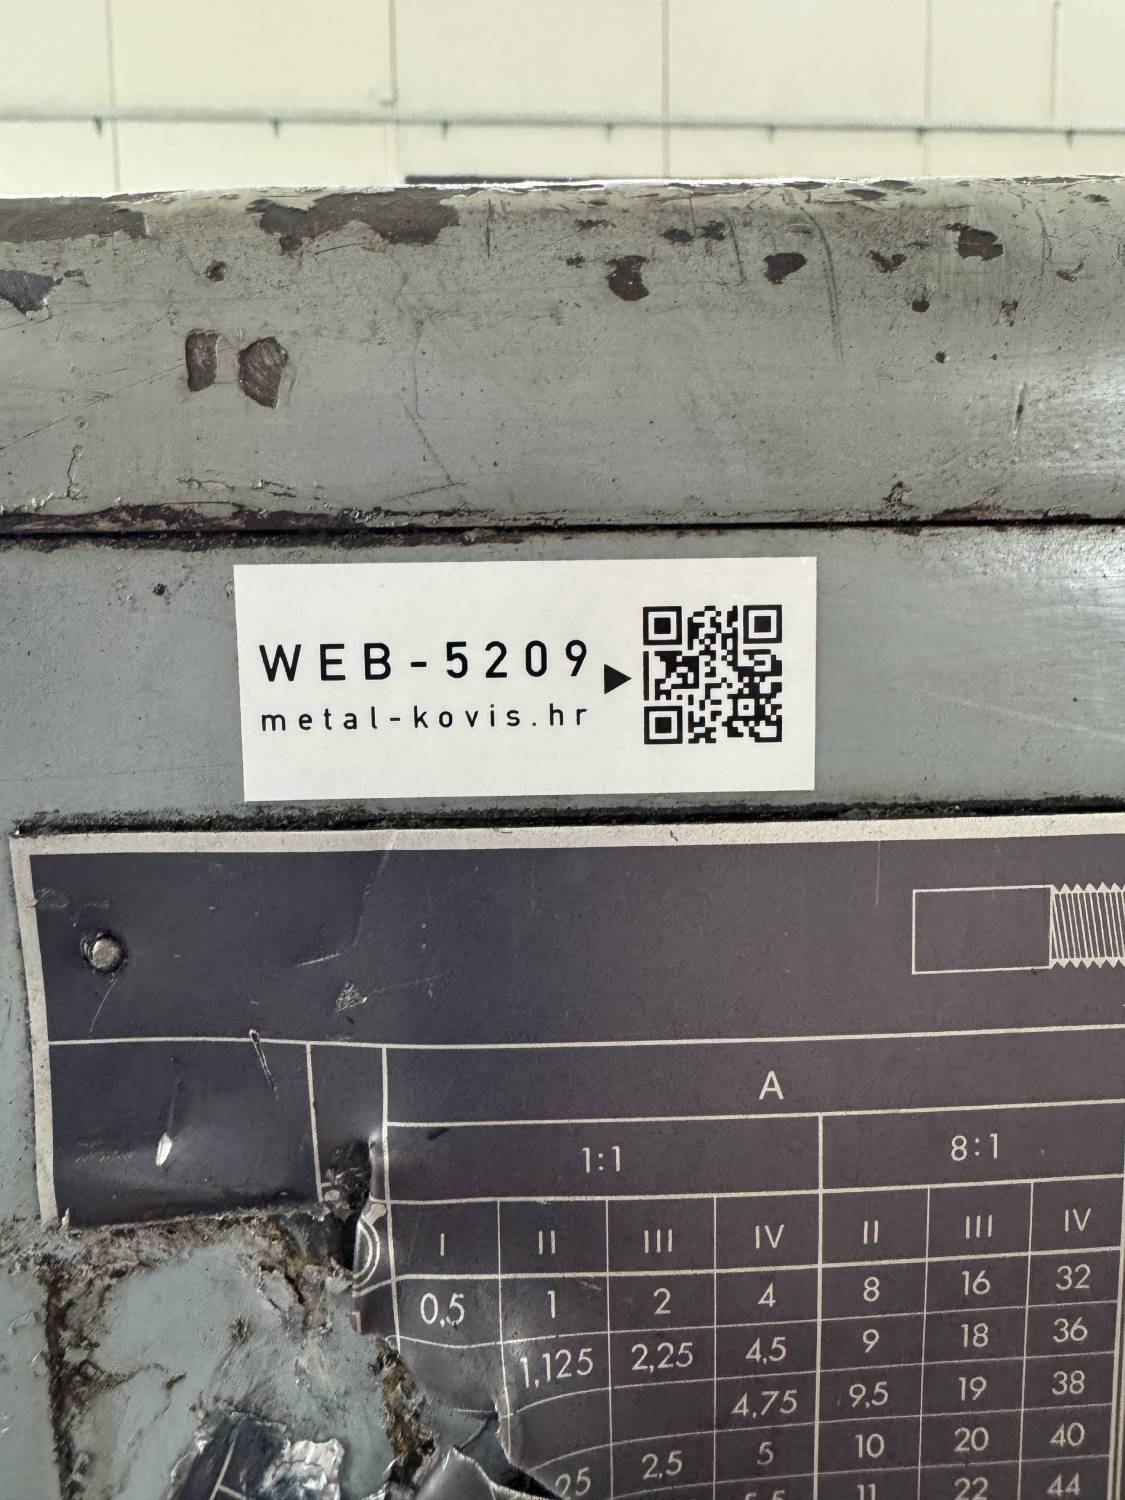 WEB-5209
metal-kovis.hr
A
1:1 8:1
I II III IV II III IV
0,5 1 2 4 8 16 32
1,125 2,25 4,5 9 18 36
4,75 9,5 19 38
2,5 5 10 20 40
11 22 44